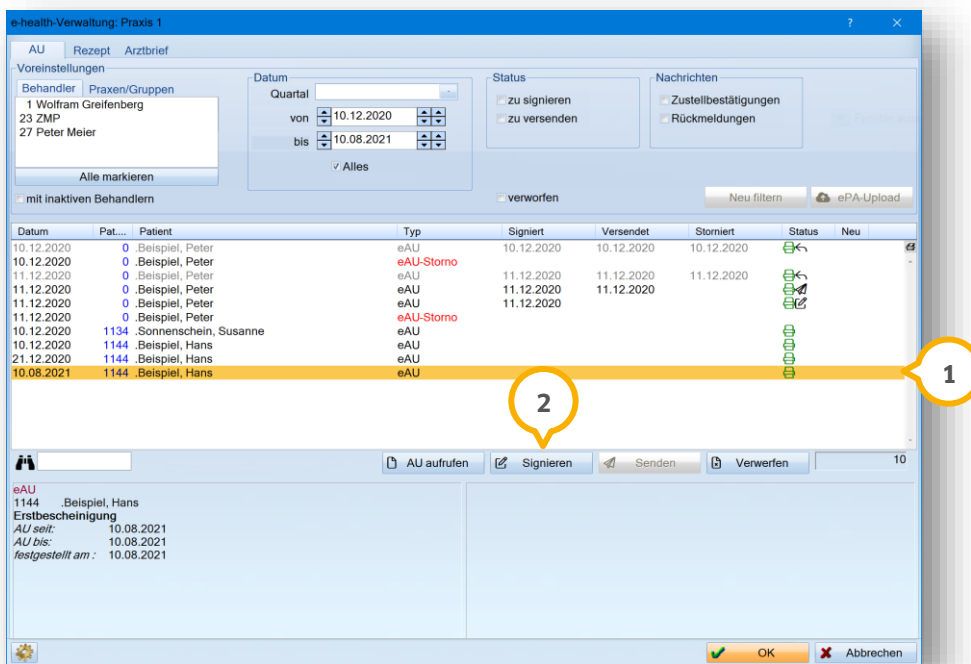 e-health-Verwaltung: Praxis 1 ? ×
AU Rezept Arztbrief
Voreinstellungen
Behandler Praxen/Gruppen
1 Wolfram Greifenberg
23 ZMP
27 Peter Meier
Alle markieren
mit inaktiven Behandlern
Datum
Quartal
von 10.12.2020
bis 10.08.2021
Alles
Status
zu signieren
zu versenden
verworfen
Nachrichten
Zustellbestätigungen
Rückmeldungen
Neu filtern ePA-Upload
Datum Pat.... Patient Typ Signiert Versendet Storniert Status Neu
10.12.2020 0 .Beispiel, Peter eAU 10.12.2020 10.12.2020 10.12.2020
10.12.2020 0 .Beispiel, Peter eAU-Storno
11.12.2020 0 .Beispiel, Peter eAU 11.12.2020 11.12.2020 11.12.2020
11.12.2020 0 .Beispiel, Peter eAU 11.12.2020 11.12.2020
11.12.2020 0 .Beispiel, Peter eAU 11.12.2020
11.12.2020 0 .Beispiel, Peter eAU-Storno
10.12.2020 1134 .Sonnenschein, Susanne eAU
10.12.2020 1144 .Beispiel, Hans eAU
21.12.2020 1144 .Beispiel, Hans eAU
10.08.2021 1144 .Beispiel, Hans eAU
1
2
AU aufrufen Signieren Senden Verwerfen 10
eAU
1144 .Beispiel, Hans
Erstbescheinigung
AU seit: 10.08.2021
AU bis: 10.08.2021
festgestellt am : 10.08.2021
OK Abbrechen